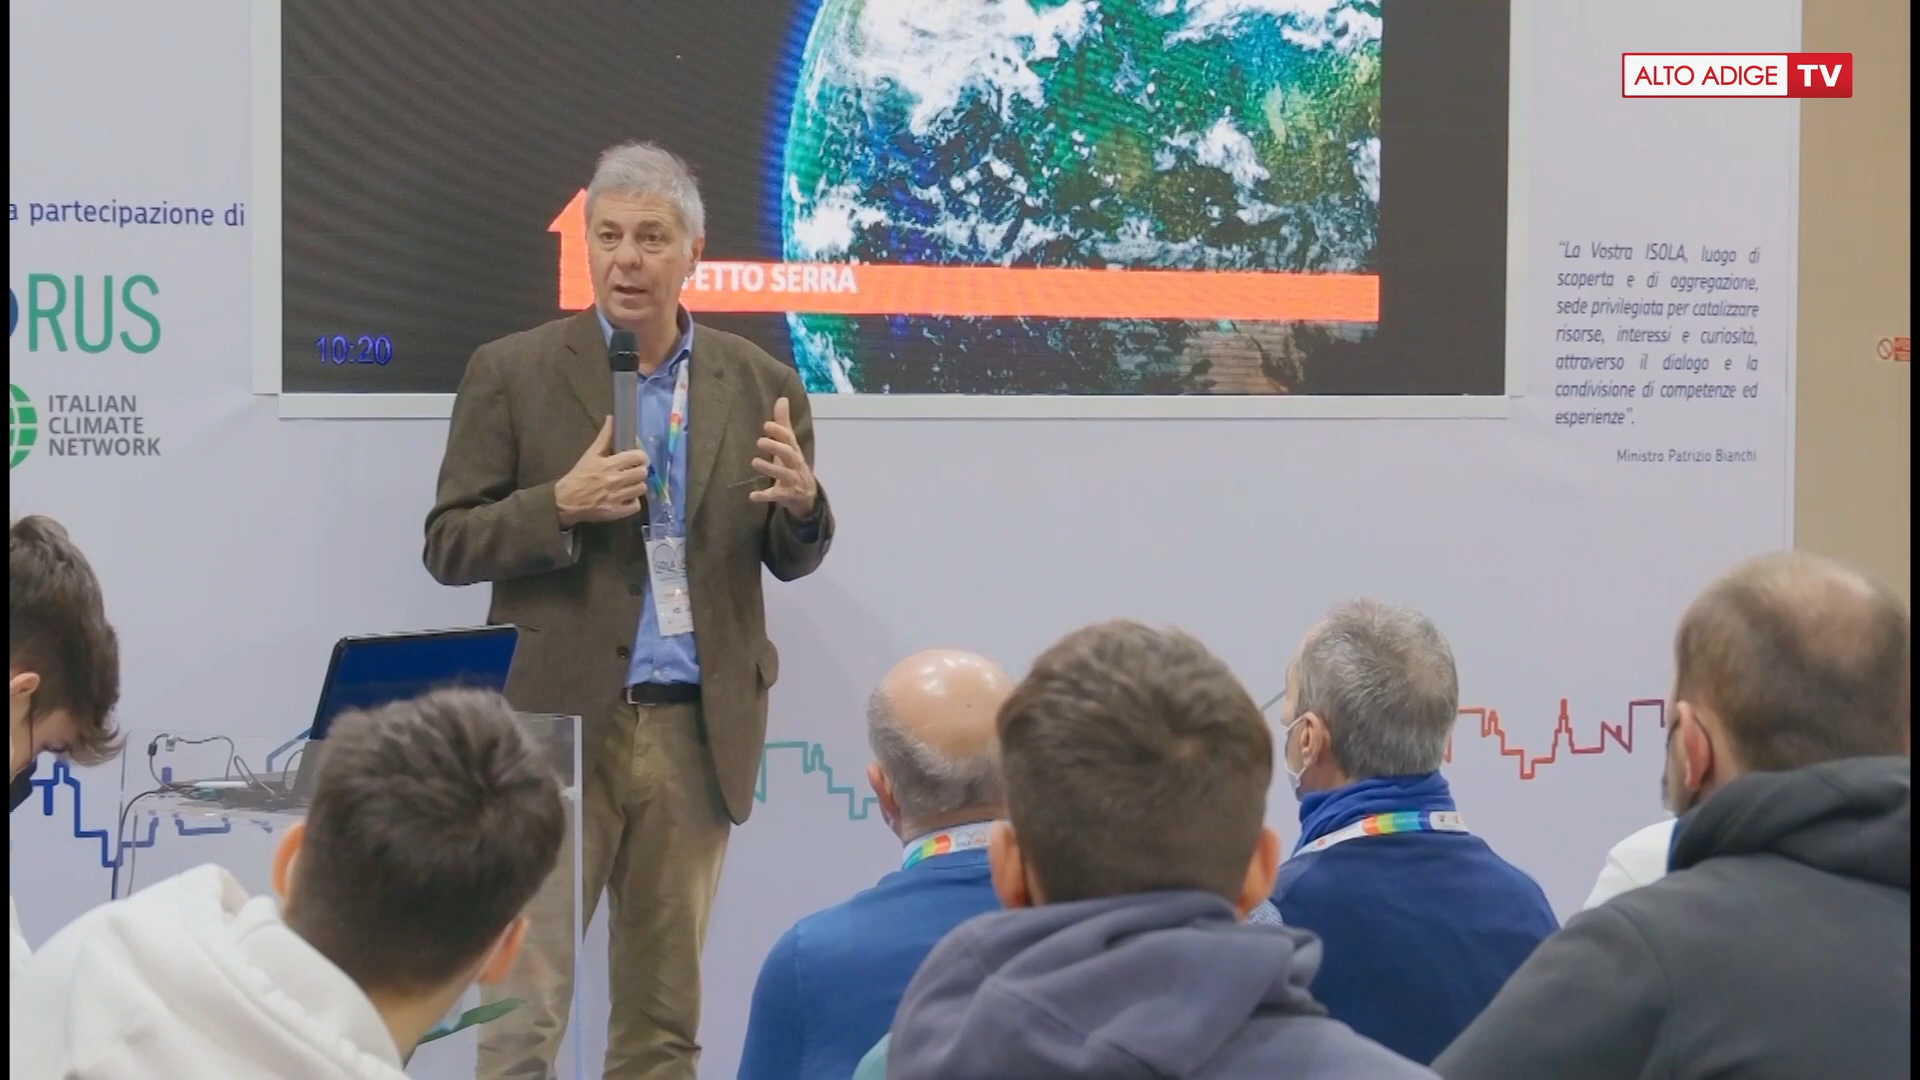 ALTO ADIGE TV
a partecipazione di
RUS
ITALIAN
CLIMATE
NETWORK
FETTO SERRA
10:20
“La Vostra ISOLA, luogo di
scoperta e di aggregazione,
sede privilegiata per catalizzare
risorse, interessi e curiosità,
attraverso il dialogo e la
condivisione di competenze ed
esperienze”.
Ministro Patrizio Bianchi